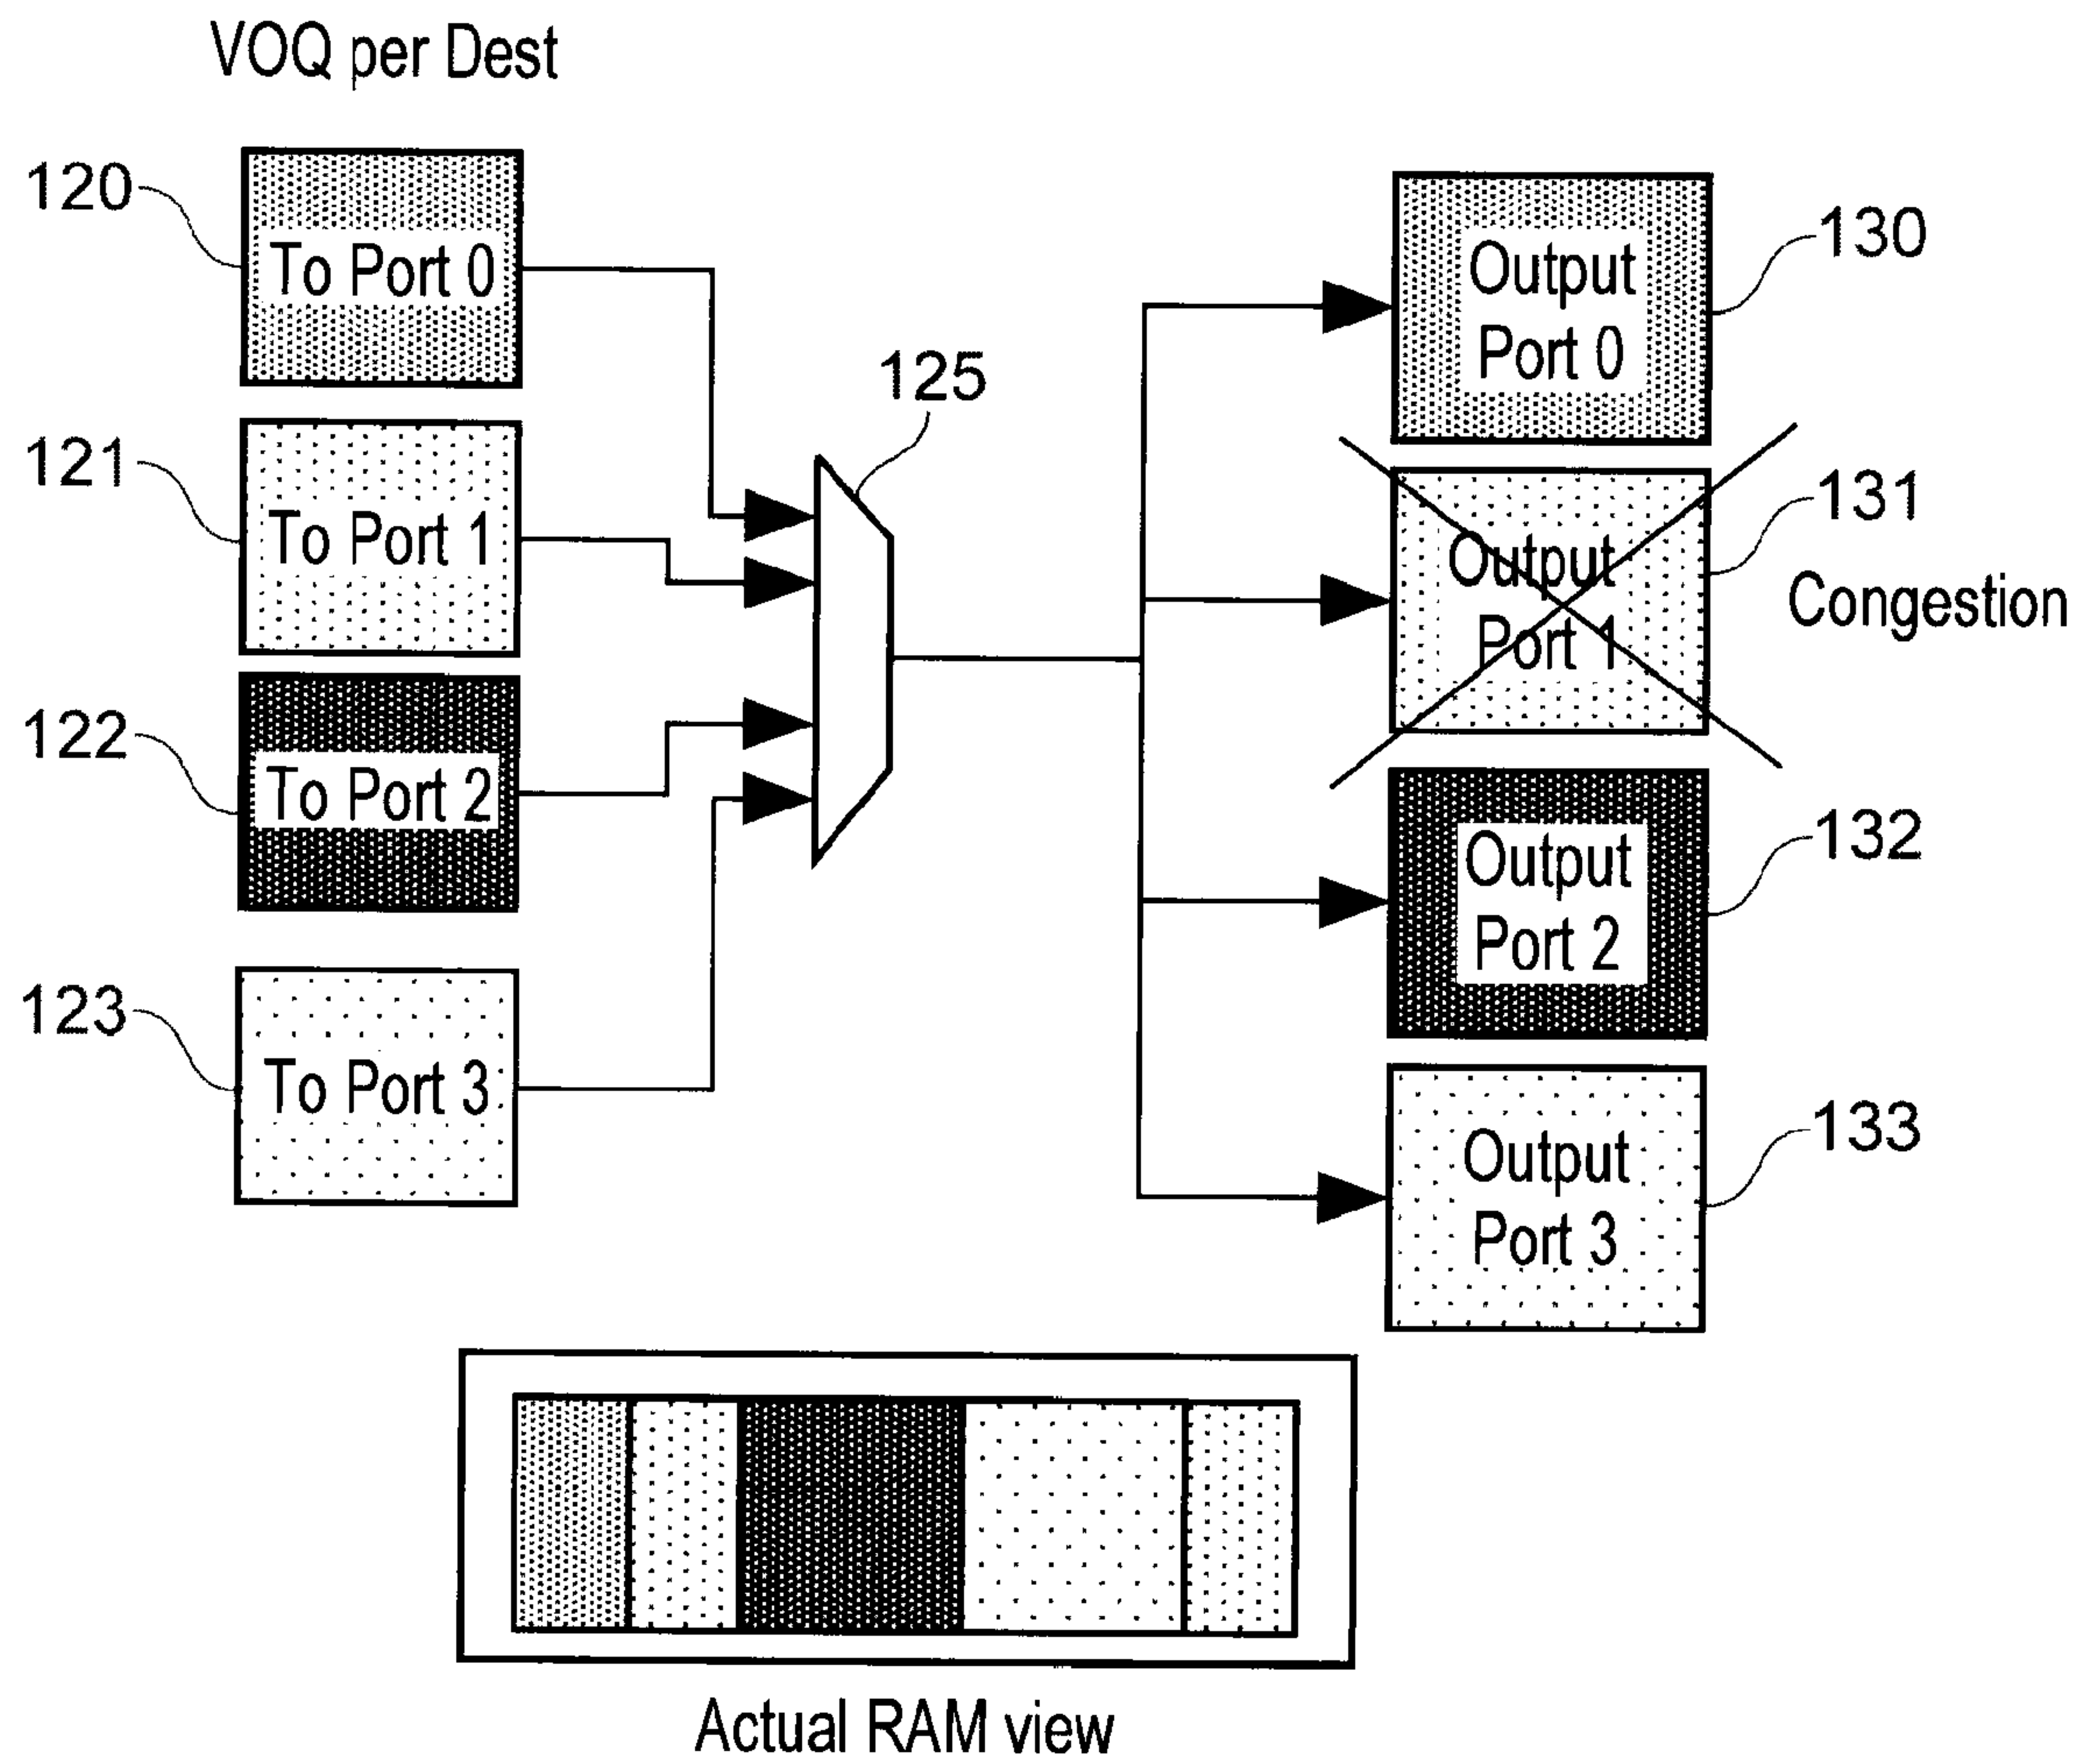 VOQ per Dest
120
To Port 0
121
To Port 1
122
To Port 2
123
To Port 3
125
Output
Port 0
130
Output
Port 1
131
Congestion
Output
Port 2
132
Output
Port 3
133
Actual RAM view